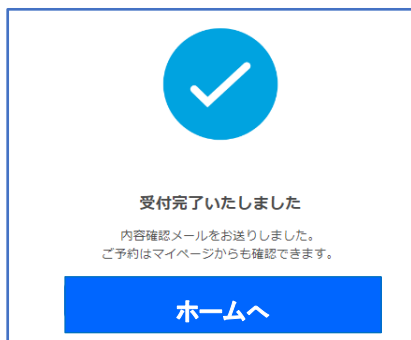 受付完了いたしました
内容確認メールをお送りしました。
ご予約はマイページからも確認できます。
ホームへ